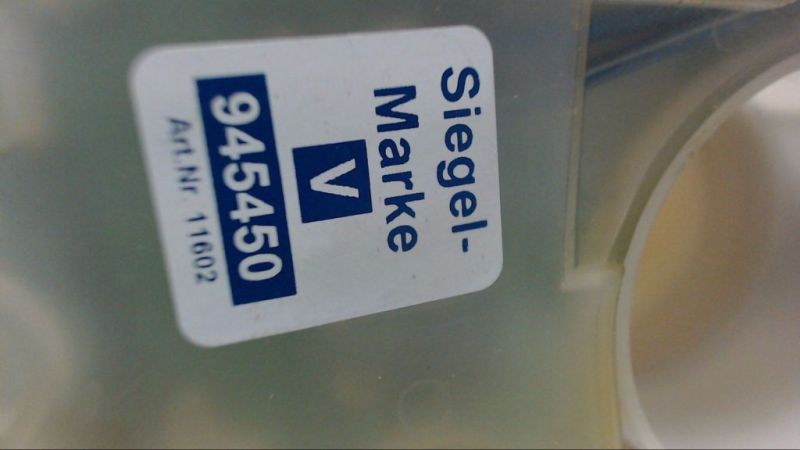 Siegel-
Marke
V
945450
Art.Nr. 11602